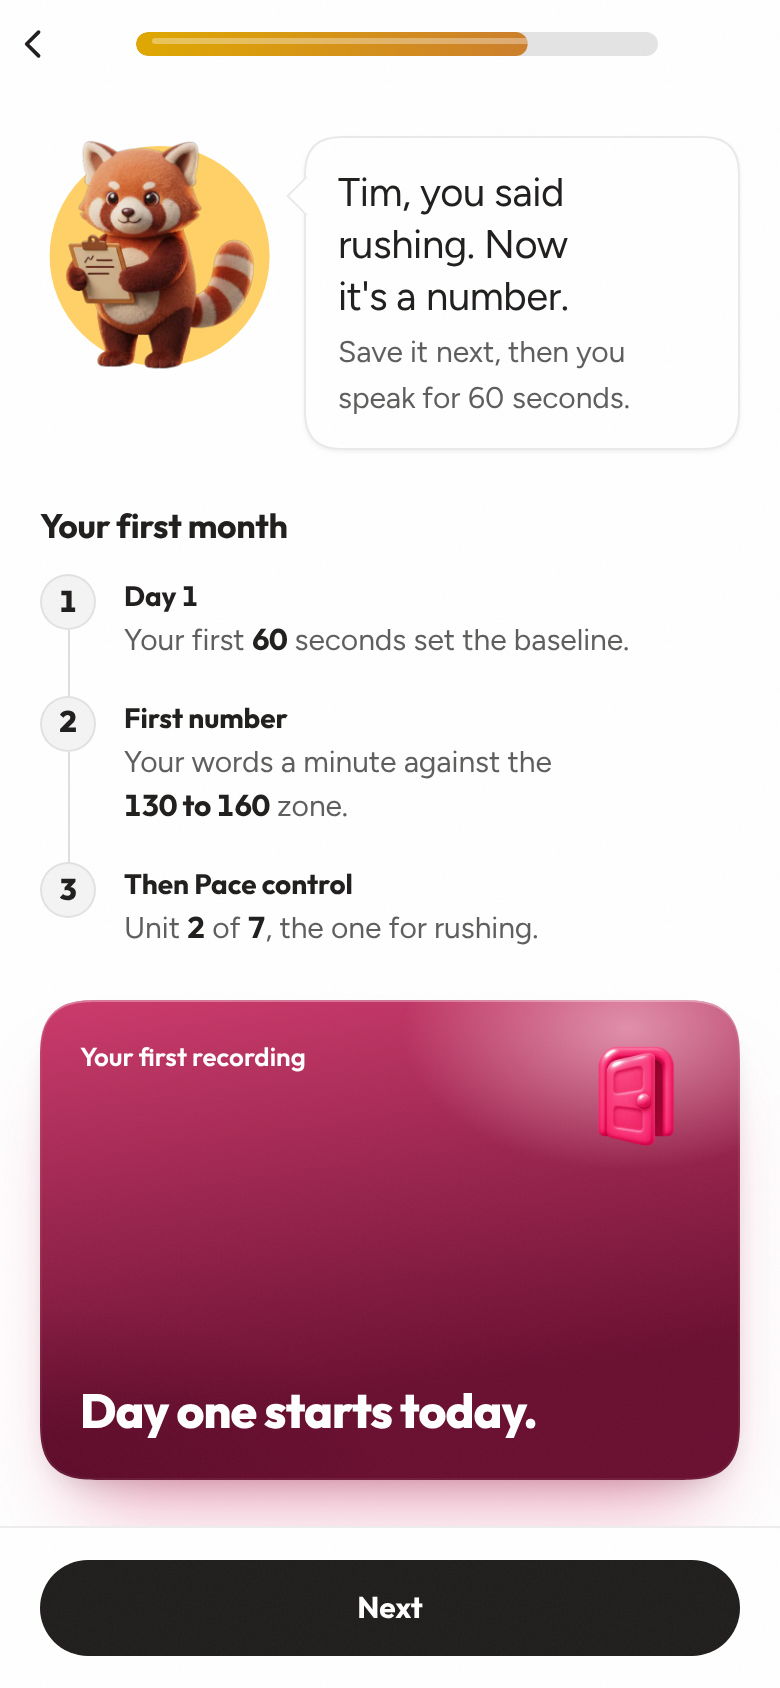 Tim, you said
rushing. Now
it's a number.
Save it next, then you
speak for 60 seconds.
Your first month
1
Day 1
Your first 60 seconds set the baseline.
2
First number
Your words a minute against the
130 to 160 zone.
3
Then Pace control
Unit 2 of 7, the one for rushing.
Your first recording
Day one starts today.
Next